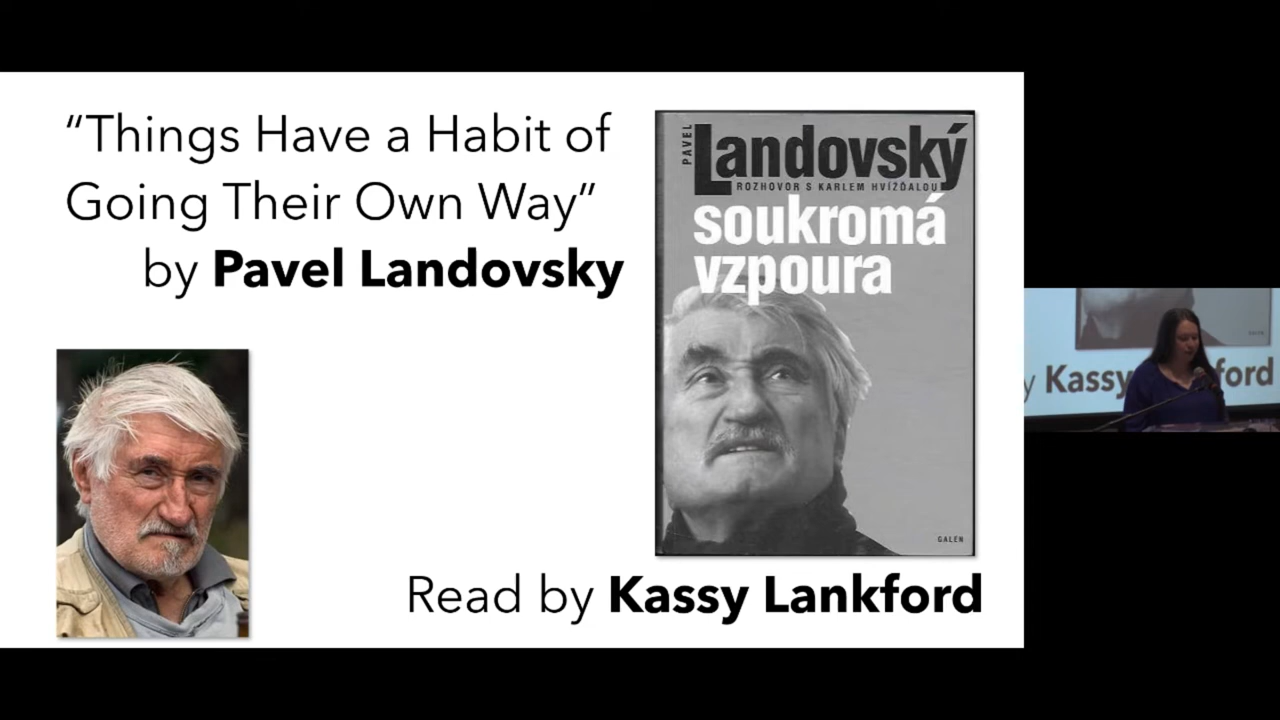 “Things Have a Habit of
Going Their Own Way”
by Pavel Landovsky
PAVEL
Landovský
ROZHOVOR S KARLEM HVÍŽĎALOU
soukromá
vzpoura
GALÉN
Read by Kassy Lankford
GALÉN
y Kassy ford